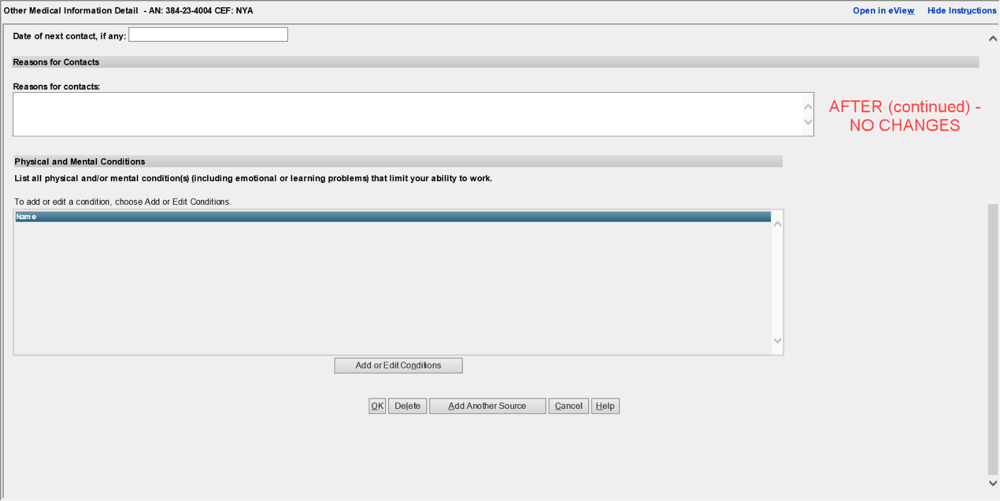 Other Medical Information Detail - AN: 384-23-4004 CEF: NYA
Open in eView Hide Instructions
Date of next contact, if any:
Reasons for Contacts
Reasons for contacts:
AFTER (continued) -
NO CHANGES
Physical and Mental Conditions
List all physical and/or mental condition(s) (including emotional or learning problems) that limit your ability to work.
To add or edit a condition, choose Add or Edit Conditions.
Name
Add or Edit Conditions
OK Delete Add Another Source Cancel Help